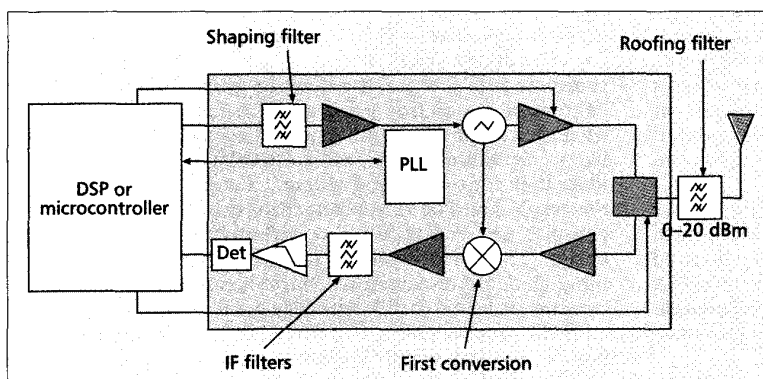 Shaping filter
Roofing filter
DSP or
microcontroller
PLL
Det
0–20 dBm
IF filters
First conversion